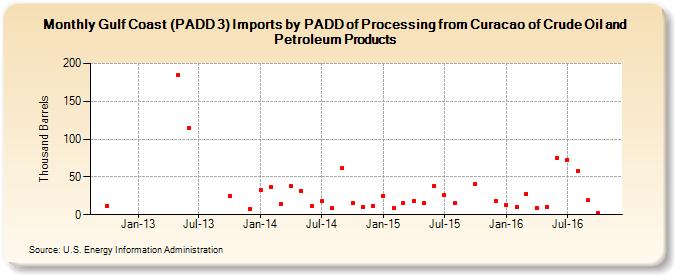 Monthly Gulf Coast (PADD 3) Imports by PADD of Processing from Curacao of Crude Oil and
Petroleum Products
Thousand Barrels
200
150
100
50
0
Jan-13 Jul-13 Jan-14 Jul-14 Jan-15 Jul-15 Jan-16 Jul-16
Source: U.S. Energy Information Administration